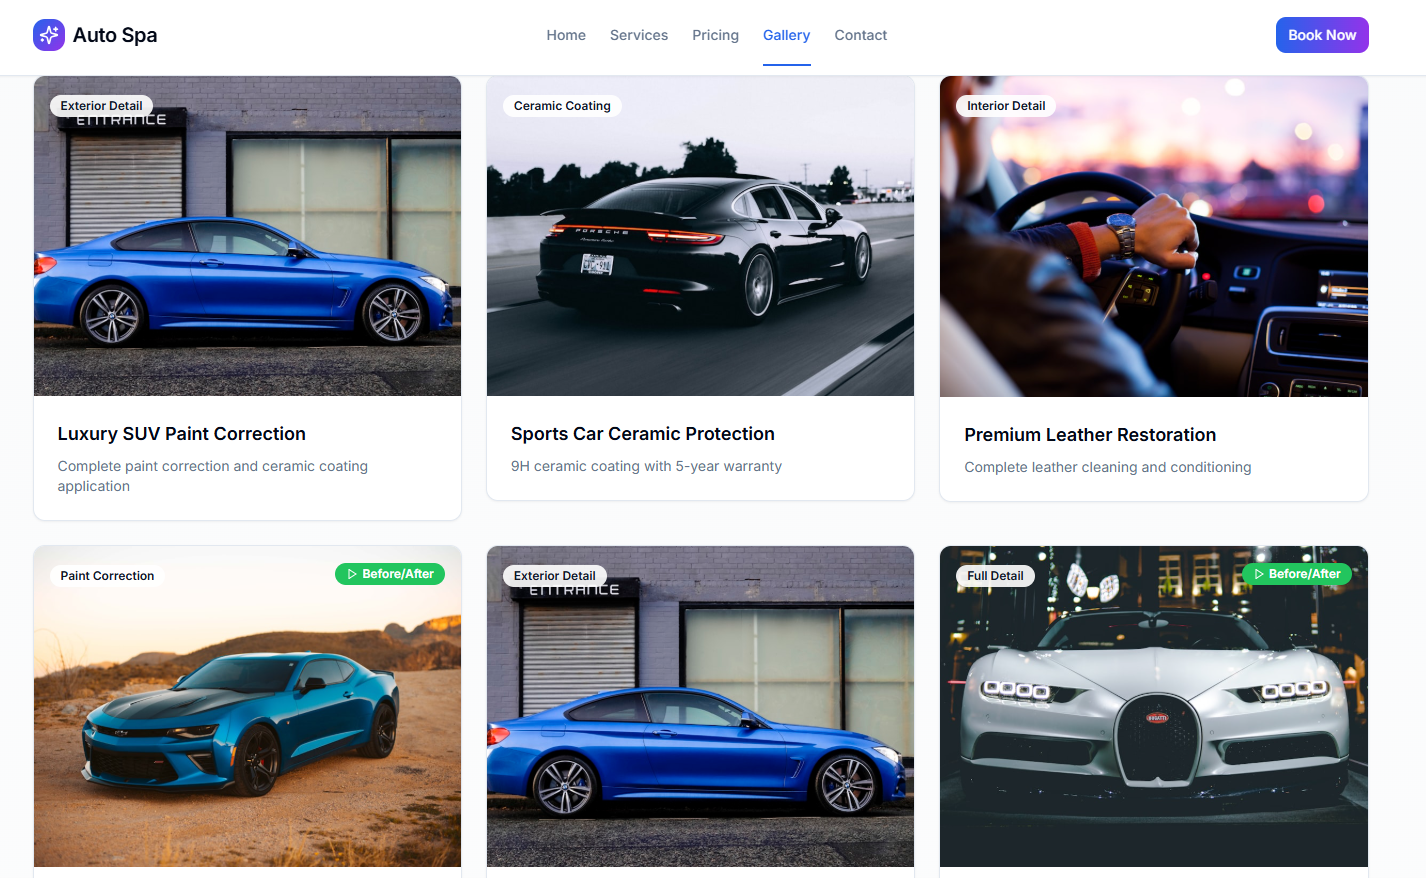 Auto Spa
Home
Services
Pricing
Gallery
Contact
Book Now
Exterior Detail
ENTRANCE
Ceramic Coating
PORSCHE
Interior Detail
Luxury SUV Paint Correction
Complete paint correction and ceramic coating
application
Sports Car Ceramic Protection
9H ceramic coating with 5-year warranty
Premium Leather Restoration
Complete leather cleaning and conditioning
Paint Correction
Before/After
Exterior Detail
ENTRANCE
Full Detail
Before/After
BUGATTI